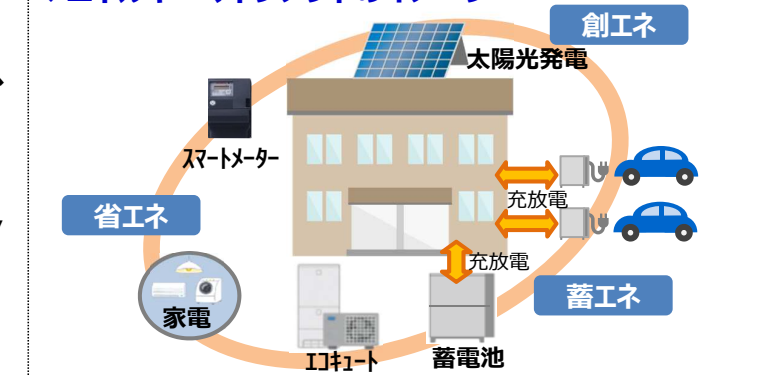 創エネ
太陽光発電
スマートメーター
充放電
省エネ
充放電
蓄エネ
家電
エコキュート
蓄電池